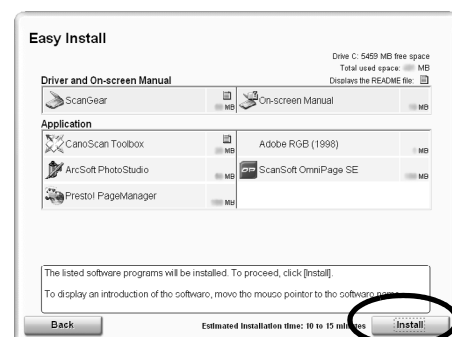 Easy Install
Drive C: 5459 MB free space
Total used space: MB
Driver and On-screen Manual
Displays the README file:
ScanGear MB
On-screen Manual MB
Application
CanoScan Toolbox MB
Adobe RGB (1998) MB
ArcSoft PhotoStudio MB
ScanSoft OmniPage SE MB
Presto! PageManager MB
The listed software programs will be installed. To proceed, click [Install].
To display an introduction of the software, move the mouse pointer to the software name.
Back
Estimated Installation time: 10 to 15 minutes
Install